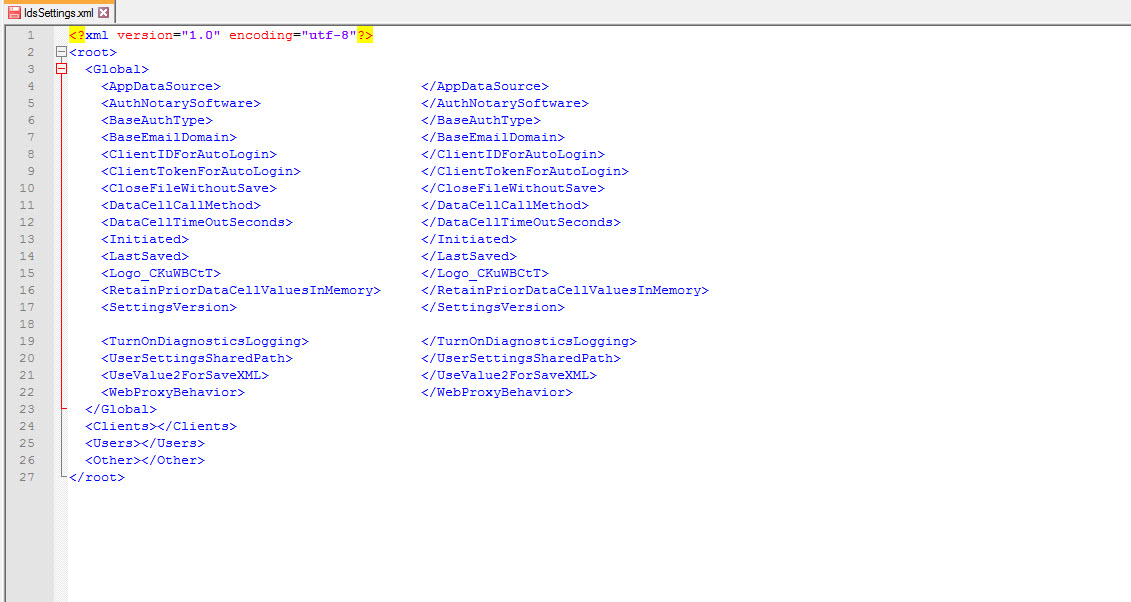 IdsSettings.xml
1 <?xml version="1.0" encoding="utf-8"?>
2 <root>
3 <Global>
4 <AppDataSource> </AppDataSource>
5 <AuthNotarySoftware> </AuthNotarySoftware>
6 <BaseAuthType> </BaseAuthType>
7 <BaseEmailDomain> </BaseEmailDomain>
8 <ClientIDForAutoLogin> </ClientIDForAutoLogin>
9 <ClientTokenForAutoLogin> </ClientTokenForAutoLogin>
10 <CloseFileWithoutSave> </CloseFileWithoutSave>
11 <DataCellCallMethod> </DataCellCallMethod>
12 <DataCellTimeOutSeconds> </DataCellTimeOutSeconds>
13 <Initiated> </Initiated>
14 <LastSaved> </LastSaved>
15 <Logo_CKuWBCtT> </Logo_CKuWBCtT>
16 <RetainPriorDataCellValuesInMemory> </RetainPriorDataCellValuesInMemory>
17 <SettingsVersion> </SettingsVersion>
18
19 <TurnOnDiagnosticsLogging> </TurnOnDiagnosticsLogging>
20 <UserSettingsSharedPath> </UserSettingsSharedPath>
21 <UseValue2ForSaveXML> </UseValue2ForSaveXML>
22 <WebProxyBehavior> </WebProxyBehavior>
23 </Global>
24 <Clients></Clients>
25 <Users></Users>
26 <Other></Other>
27 </root>